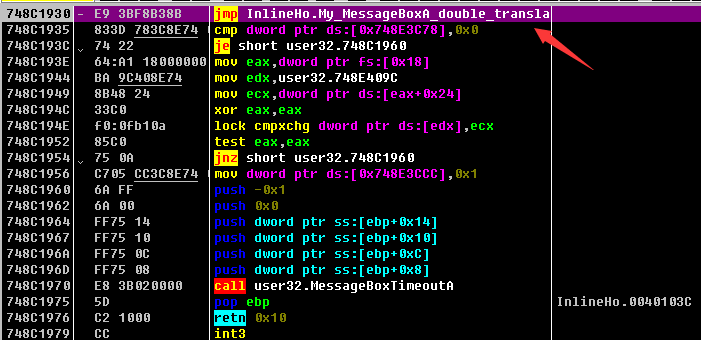 748C1930 - E9 3BF8B38B jmp InlineHo.My_MessageBoxA_double_transla
748C1935 833D 783C8E74 cmp dword ptr ds:[0x748E3C78],0x0
748C193C 74 22 je short user32.748C1960
748C193E 64:A1 18000000 mov eax,dword ptr fs:[0x18]
748C1944 BA 9C408E74 mov edx,user32.748E409C
748C1949 8B48 24 mov ecx,dword ptr ds:[eax+0x24]
748C194C 33C0 xor eax,eax
748C194E f0:0fb10a lock cmpxchg dword ptr ds:[edx],ecx
748C1952 85C0 test eax,eax
748C1954 75 0A jnz short user32.748C1960
748C1956 C705 CC3C8E74 mov dword ptr ds:[0x748E3CCC],0x1
748C1960 6A FF push -0x1
748C1962 6A 00 push 0x0
748C1964 FF75 14 push dword ptr ss:[ebp+0x14]
748C1967 FF75 10 push dword ptr ss:[ebp+0x10]
748C196A FF75 0C push dword ptr ss:[ebp+0xC]
748C196D FF75 08 push dword ptr ss:[ebp+0x8]
748C1970 E8 3B020000 call user32.MessageBoxTimeoutA
748C1975 5D pop ebp InlineHo.0040103C
748C1976 C2 1000 retn 0x10
748C1979 CC int3